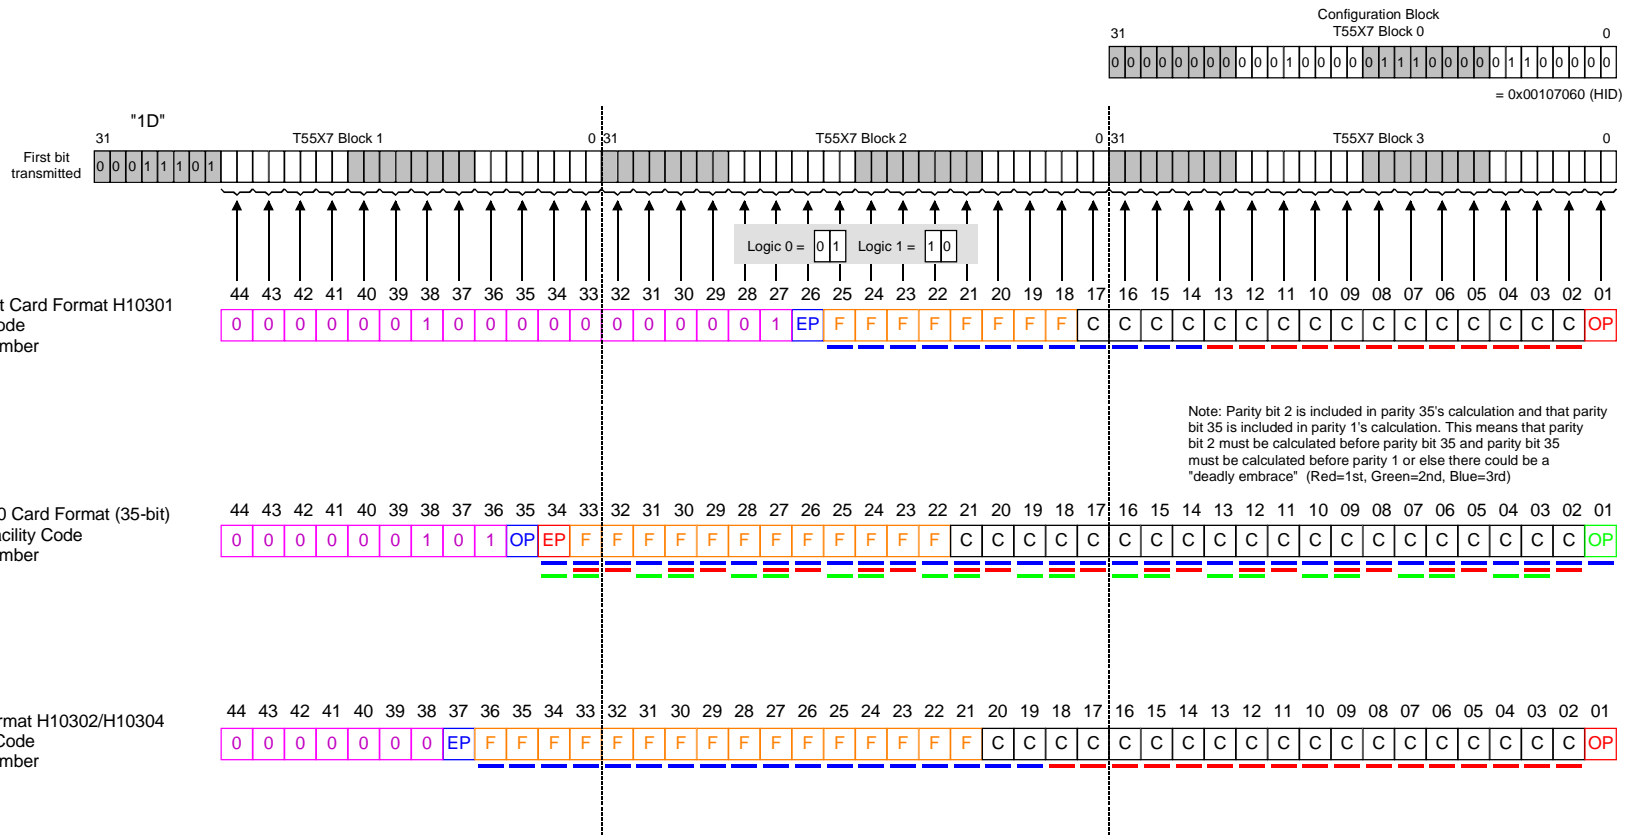 Configuration Block
31 T55X7 Block 0 0
0 0 0 0 0 0 0 0 0 0 0 1 0 0 0 0 0 1 1 1 0 0 0 0 0 1 1 0 0 0 0 0
= 0x00107060 (HID)
"1D"
31 T55X7 Block 1 0 31 T55X7 Block 2 0 31 T55X7 Block 3 0
First bit
transmitted
0 0 0 1 1 1 0 1
Logic 0 = 0 1 Logic 1 = 1 0
44 43 42 41 40 39 38 37 36 35 34 33 32 31 30 29 28 27 26 25 24 23 22 21 20 19 18 17 16 15 14 13 12 11 10 09 08 07 06 05 04 03 02 01
t Card Format H10301
ode
mber
0 0 0 0 0 0 1 0 0 0 0 0 0 0 0 0 0 1 EP F F F F F F F F C C C C C C C C C C C C C C C C OP
Note: Parity bit 2 is included in parity 35's calculation and that parity
bit 35 is included in parity 1's calculation. This means that parity
bit 2 must be calculated before parity bit 35 and parity bit 35
must be calculated before parity 1 or else there could be a
"deadly embrace" (Red=1st, Green=2nd, Blue=3rd)
44 43 42 41 40 39 38 37 36 35 34 33 32 31 30 29 28 27 26 25 24 23 22 21 20 19 18 17 16 15 14 13 12 11 10 09 08 07 06 05 04 03 02 01
0 Card Format (35-bit)
acility Code
mber
0 0 0 0 0 0 1 0 1 OP EP F F F F F F F F F F F F C C C C C C C C C C C C C C C C C C C C OP
44 43 42 41 40 39 38 37 36 35 34 33 32 31 30 29 28 27 26 25 24 23 22 21 20 19 18 17 16 15 14 13 12 11 10 09 08 07 06 05 04 03 02 01
rmat H10302/H10304
Code
mber
0 0 0 0 0 0 0 EP F F F F F F F F F F F F F F F F C C C C C C C C C C C C C C C C C C C OP